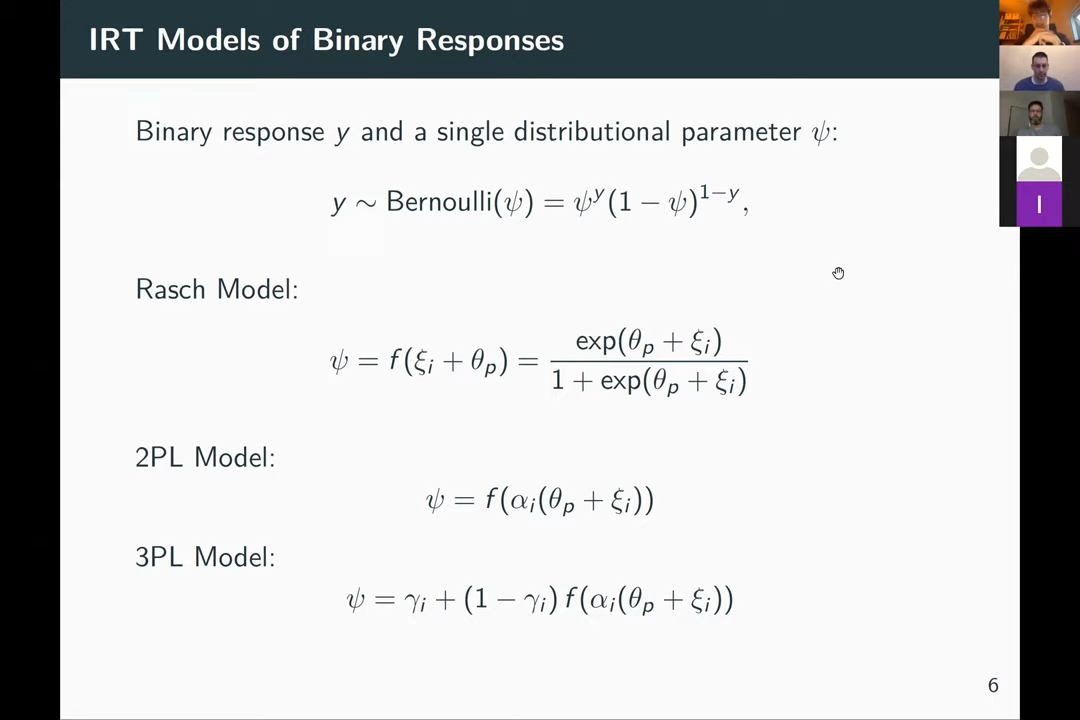 IRT Models of Binary Responses
Binary response y and a single distributional parameter ψ:
y ∼ Bernoulli(ψ) = ψ^y(1 − ψ)^{1−y},
Rasch Model:
ψ = f(ξ_i + θ_p) = exp(θ_p + ξ_i) / 1 + exp(θ_p + ξ_i)
2PL Model:
ψ = f(α_i(θ_p + ξ_i))
3PL Model:
ψ = γ_i + (1 − γ_i) f(α_i(θ_p + ξ_i))
6
I